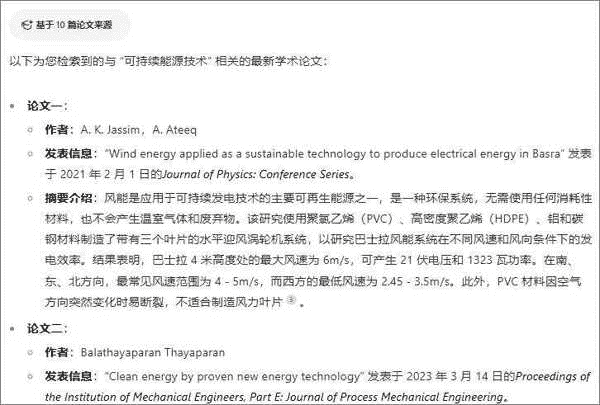 基于 10 篇论文来源
以下为您检索到的与 “可持续能源技术” 相关的最新学术论文：
论文一：
作者：A. K. Jassim，A. Ateeq
发表信息：“Wind energy applied as a sustainable technology to produce electrical energy in Basra” 发表
于 2021 年 2 月 1 日的Journal of Physics: Conference Series。
摘要介绍：风能是应用于可持续发电技术的主要可再生能源之一，是一种环保系统，无需使用任何消耗性
材料，也不会产生温室气体和废弃物。该研究使用聚氯乙烯（PVC）、高密度聚乙烯（HDPE）、铝和碳
钢材料制造了带有三个叶片的水平迎风涡轮机系统，以研究巴士拉风能系统在不同风速和风向条件下的发
电效率。结果表明，巴士拉 4 米高度处的最大风速为 6m/s，可产生 21 伏电压和 1323 瓦功率。在南、
东、北方向，最常见风速范围为 4 - 5m/s，而西方的最低风速为 2.45 - 3.5m/s。此外，PVC 材料因空气
方向突然变化时易断裂，不适合制造风力叶片
论文二：
作者：Balathayaparan Thayaparan
发表信息：“Clean energy by proven new energy technology” 发表于 2023 年 3 月 14 日的Proceedings of
the Institution of Mechanical Engineers, Part E: Journal of Process Mechanical Engineering。